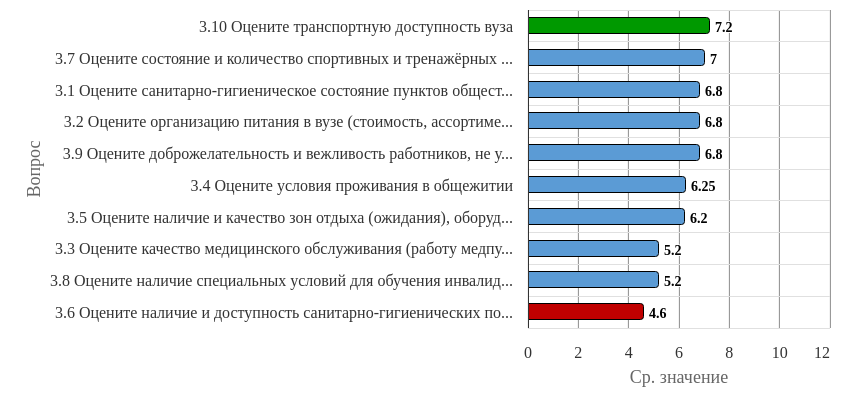 3.10 Оцените транспортную доступность вуза 7.2
3.7 Оцените состояние и количество спортивных и тренажёрных ... 7
3.1 Оцените санитарно-гигиеническое состояние пунктов общест... 6.8
3.2 Оцените организацию питания в вузе (стоимость, ассортиме... 6.8
3.9 Оцените доброжелательность и вежливость работников, не у... 6.8
3.4 Оцените условия проживания в общежитии 6.25
3.5 Оцените наличие и качество зон отдыха (ожидания), оборуд... 6.2
3.3 Оцените качество медицинского обслуживания (работу медпу... 5.2
3.8 Оцените наличие специальных условий для обучения инвалид... 5.2
3.6 Оцените наличие и доступность санитарно-гигиенических по... 4.6
Вопрос
0 2 4 6 8 10 12
Ср. значение